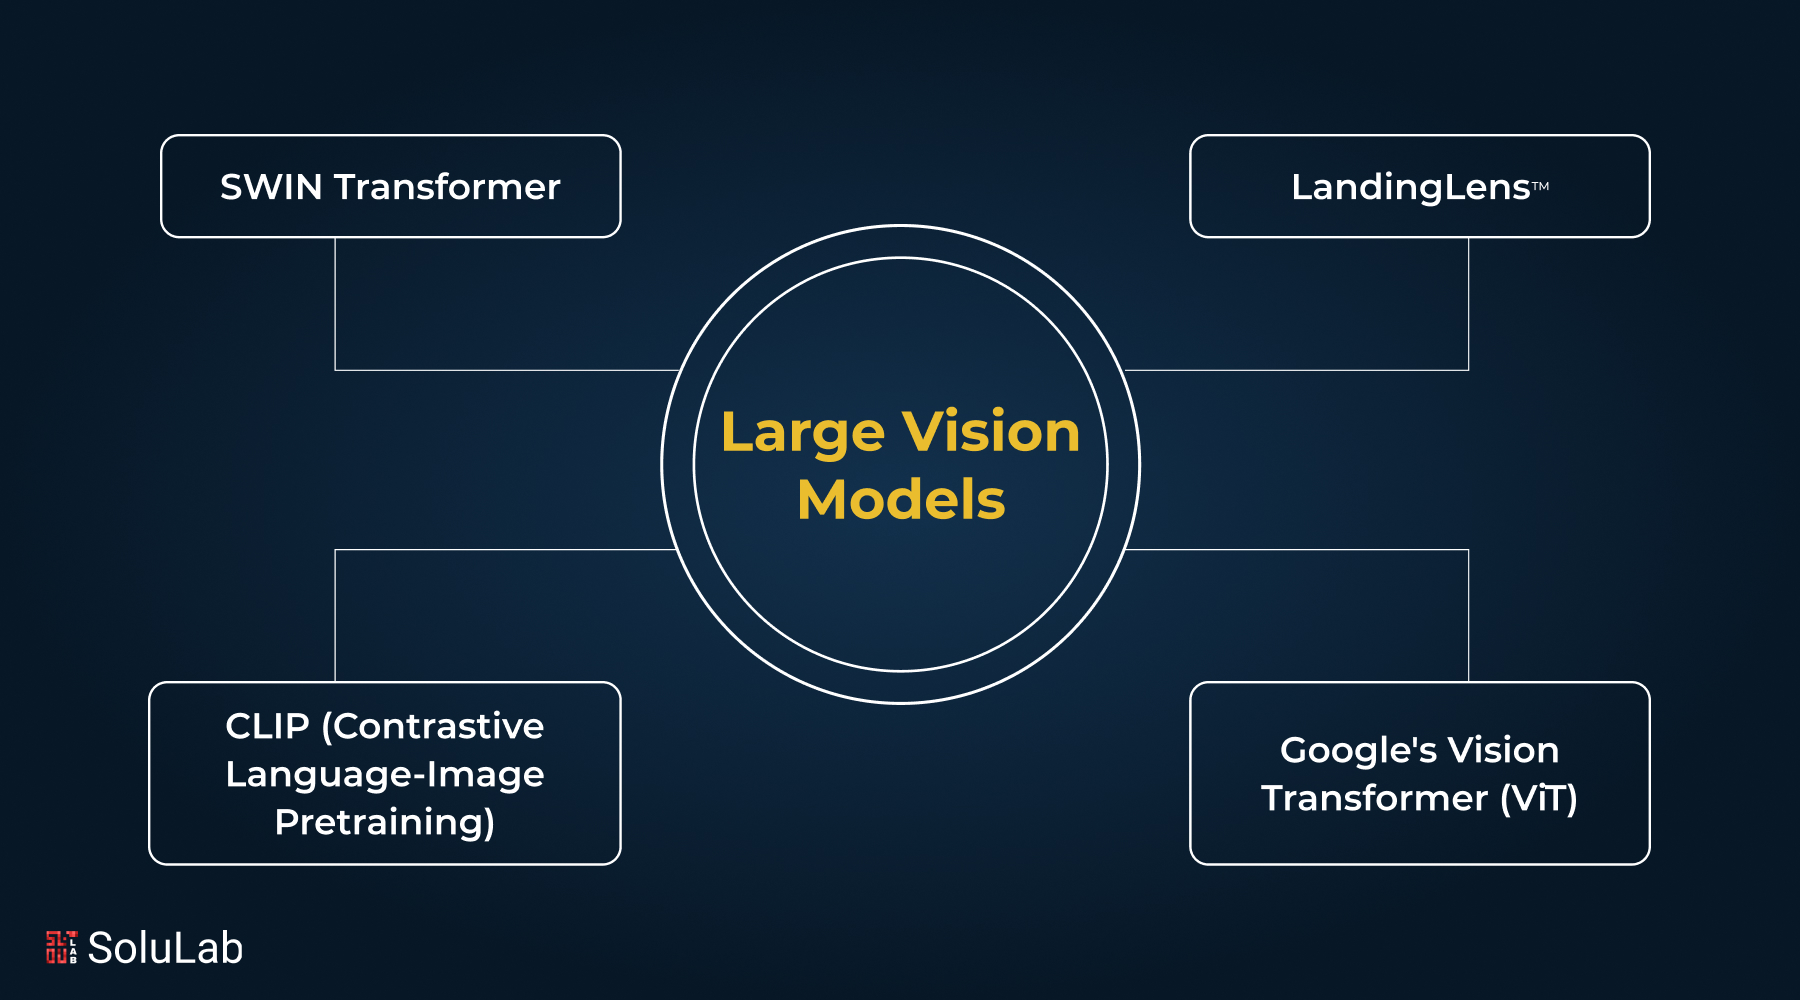 SWIN Transformer
LandingLens™
Large Vision
Models
CLIP (Contrastive
Language-Image
Pretraining)
Google's Vision
Transformer (ViT)
SoluLab